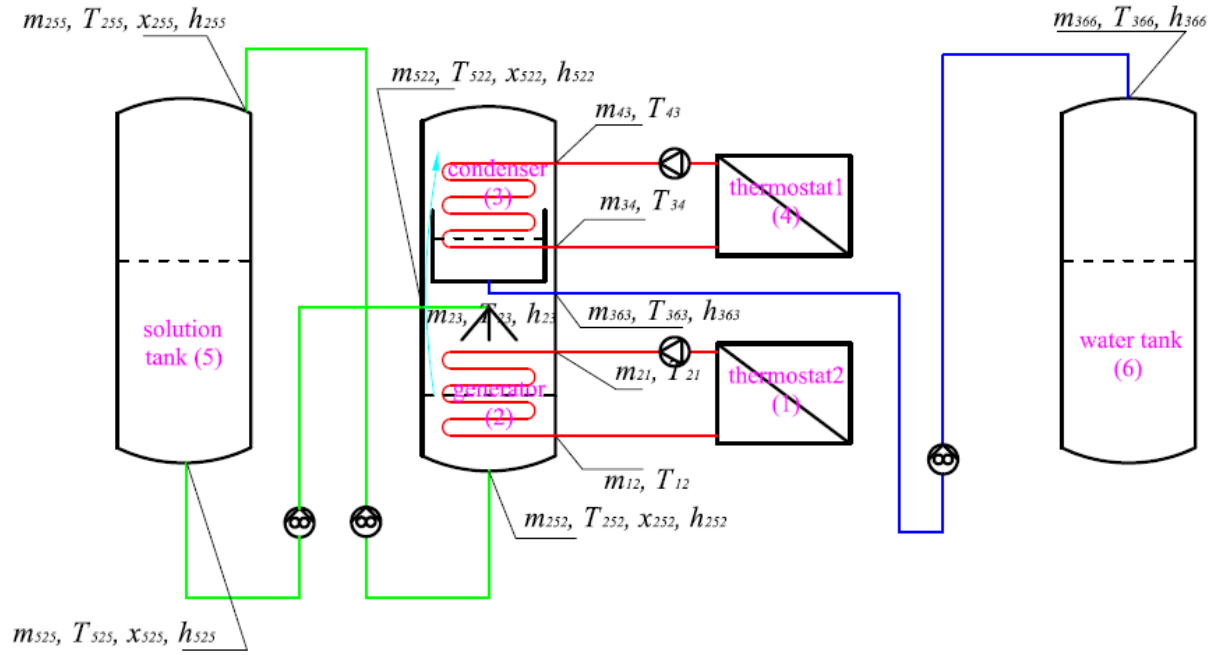 m255, T255, x255, h255
m366, T366, h366
m522, T522, x522, h522
m43, T43
condenser
(3)
thermostat1
(4)
m34, T34
m23, T23, h23
m363, T363, h363
solution
tank (5)
water tank
(6)
m21, T21
thermostat2
(1)
generator
(2)
m12, T12
m252, T252, x252, h252
m525, T525, x525, h525